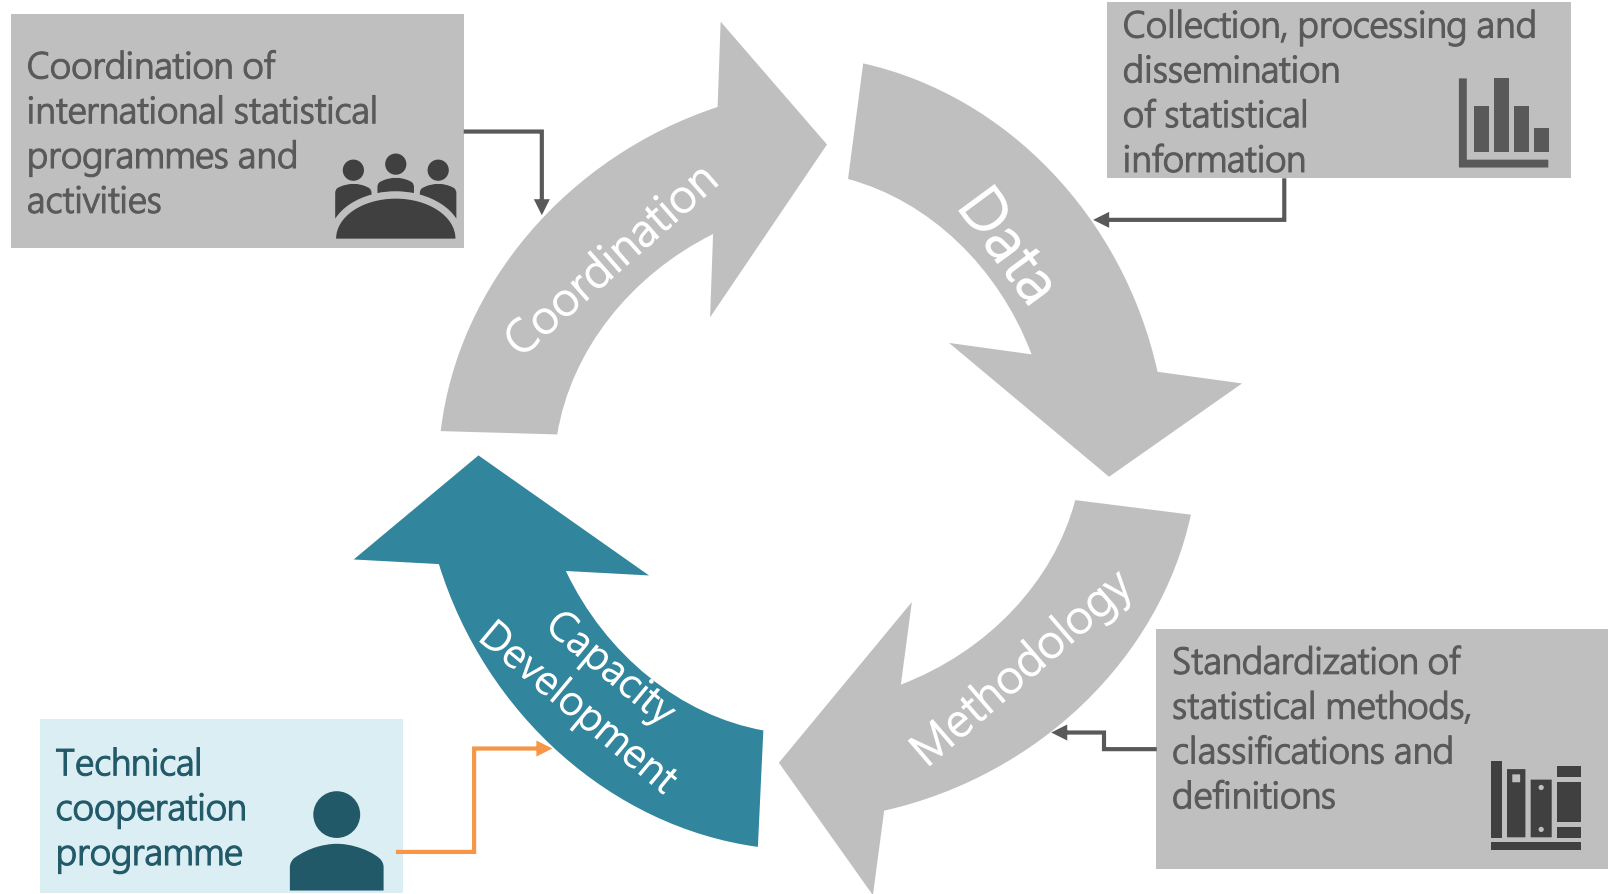 Coordination of
international statistical
programmes and
activities
Collection, processing and
dissemination
of statistical
information
Coordination
Data
Methodology
Capacity
Development
Standardization of
statistical methods,
classifications and
definitions
Technical
cooperation
programme